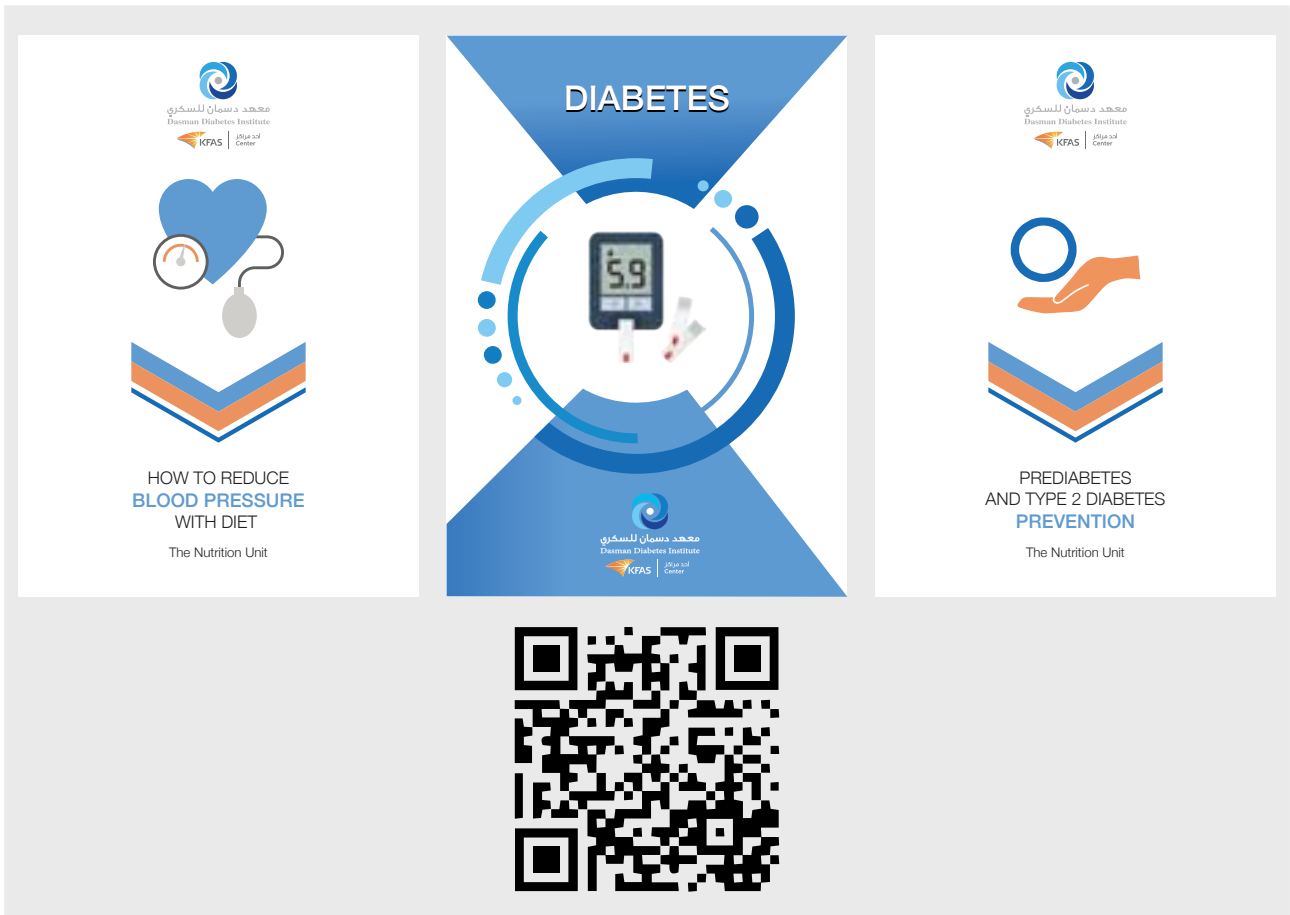 معهد دسمان للسكري
Dasman Diabetes Institute
KFAS
أحد مراكز
Center
HOW TO REDUCE
BLOOD PRESSURE
WITH DIET
The Nutrition Unit
DIABETES
5.9
معهد دسمان للسكري
Dasman Diabetes Institute
KFAS
أحد مراكز
Center
معهد دسمان للسكري
Dasman Diabetes Institute
KFAS
أحد مراكز
Center
PREDIABETES
AND TYPE 2 DIABETES
PREVENTION
The Nutrition Unit